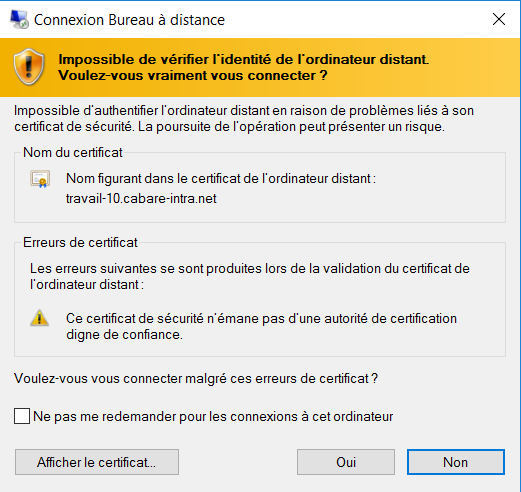 Connexion Bureau à distance
Impossible de vérifier l'identité de l'ordinateur distant.
Voulez-vous vraiment vous connecter ?
Impossible d'authentifier l'ordinateur distant en raison de problèmes liés à son
certificat de sécurité. La poursuite de l'opération peut présenter un risque.
Nom du certificat
Nom figurant dans le certificat de l'ordinateur distant :
travail-10.cabare-intra.net
Erreurs de certificat
Les erreurs suivantes se sont produites lors de la validation du certificat de
l'ordinateur distant :
Ce certificat de sécurité n'émane pas d'une autorité de certification
digne de confiance.
Voulez-vous vous connecter malgré ces erreurs de certificat ?
Ne pas me redemander pour les connexions à cet ordinateur
Afficher le certificat... Oui Non